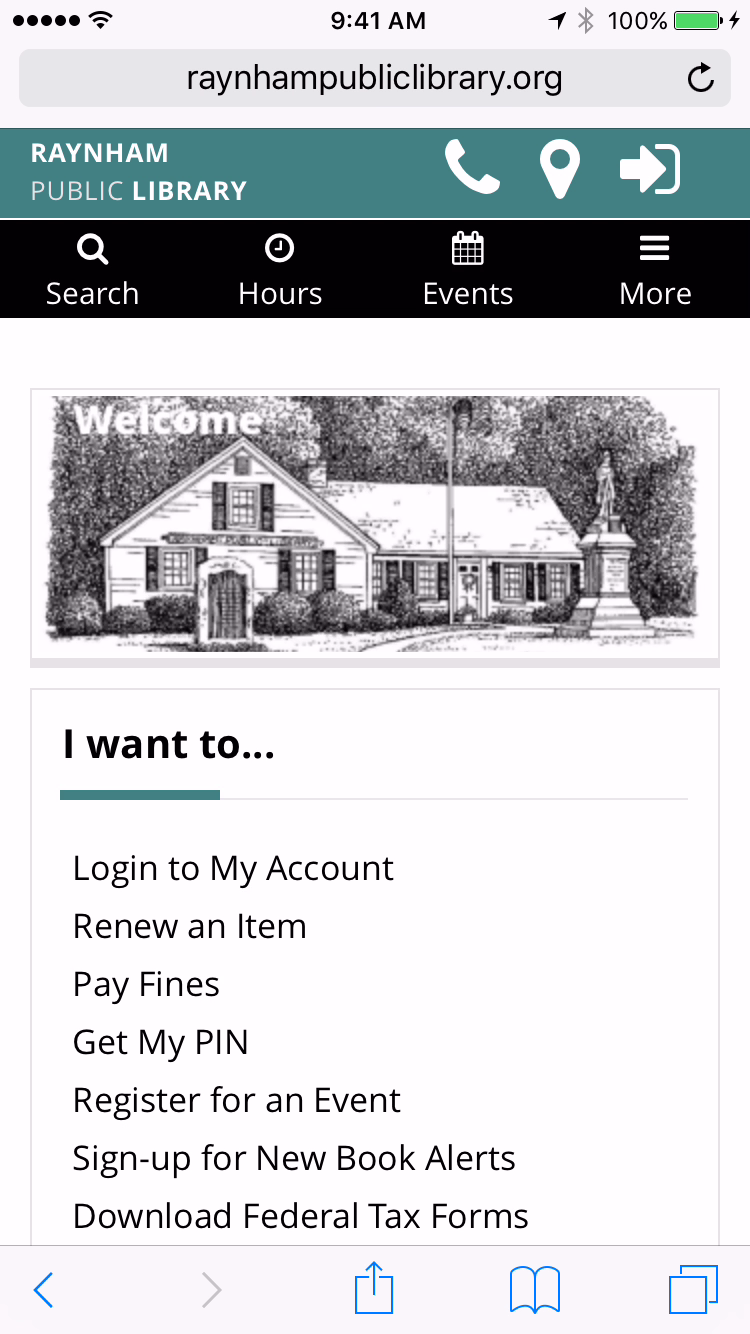 9:41 AM 100%
raynhampubliclibrary.org
RAYNHAM
PUBLIC LIBRARY
Search Hours Events More
Welcome
I want to...
Login to My Account
Renew an Item
Pay Fines
Get My PIN
Register for an Event
Sign-up for New Book Alerts
Download Federal Tax Forms